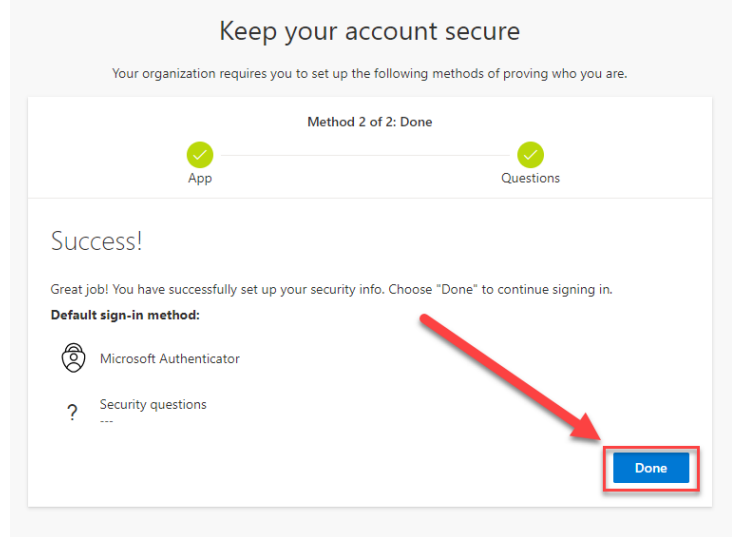 Keep your account secure
Your organization requires you to set up the following methods of proving who you are.
Method 2 of 2: Done
App
Questions
Success!
Great job! You have successfully set up your security info. Choose "Done" to continue signing in.
Default sign-in method:
Microsoft Authenticator
Security questions
---
Done